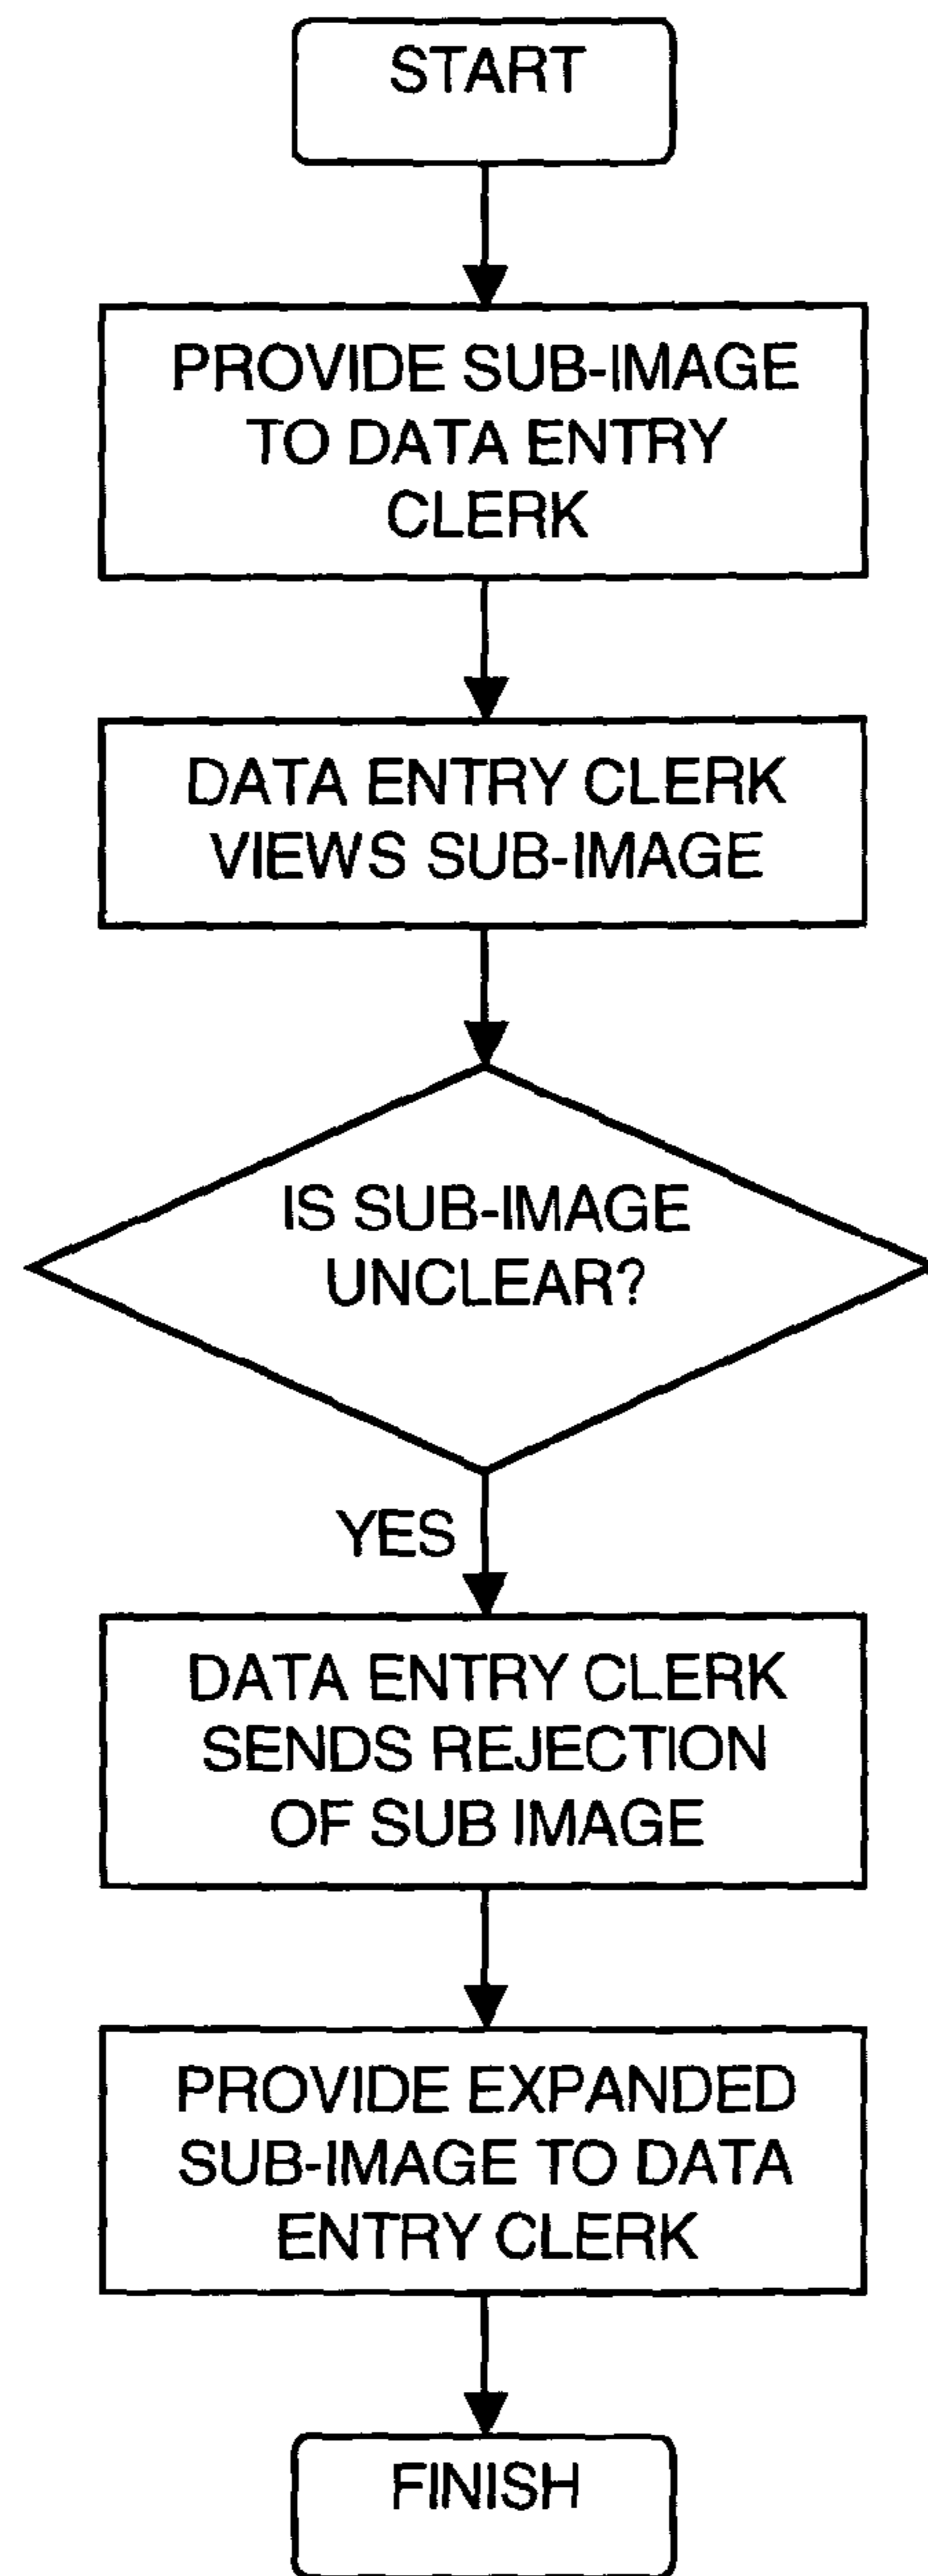 START
PROVIDE SUB-IMAGE
TO DATA ENTRY
CLERK
DATA ENTRY CLERK
VIEWS SUB-IMAGE
IS SUB-IMAGE
UNCLEAR?
YES
DATA ENTRY CLERK
SENDS REJECTION
OF SUB IMAGE
PROVIDE EXPANDED
SUB-IMAGE TO DATA
ENTRY CLERK
FINISH